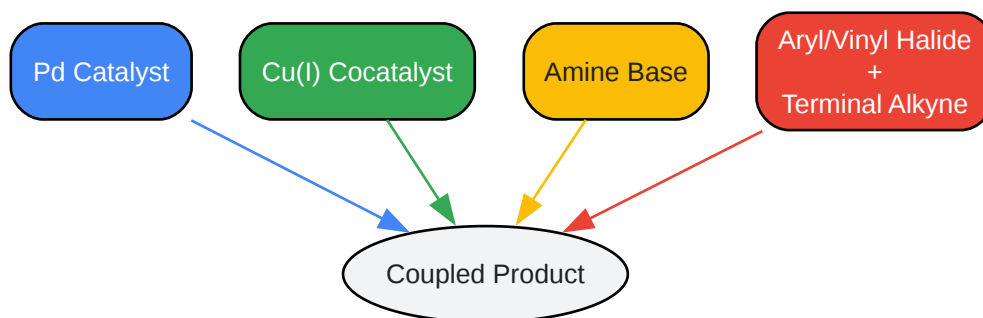 Pd Catalyst
Cu(I) Cocatalyst
Amine Base
Aryl/Vinyl Halide
+
Terminal Alkyne
Coupled Product